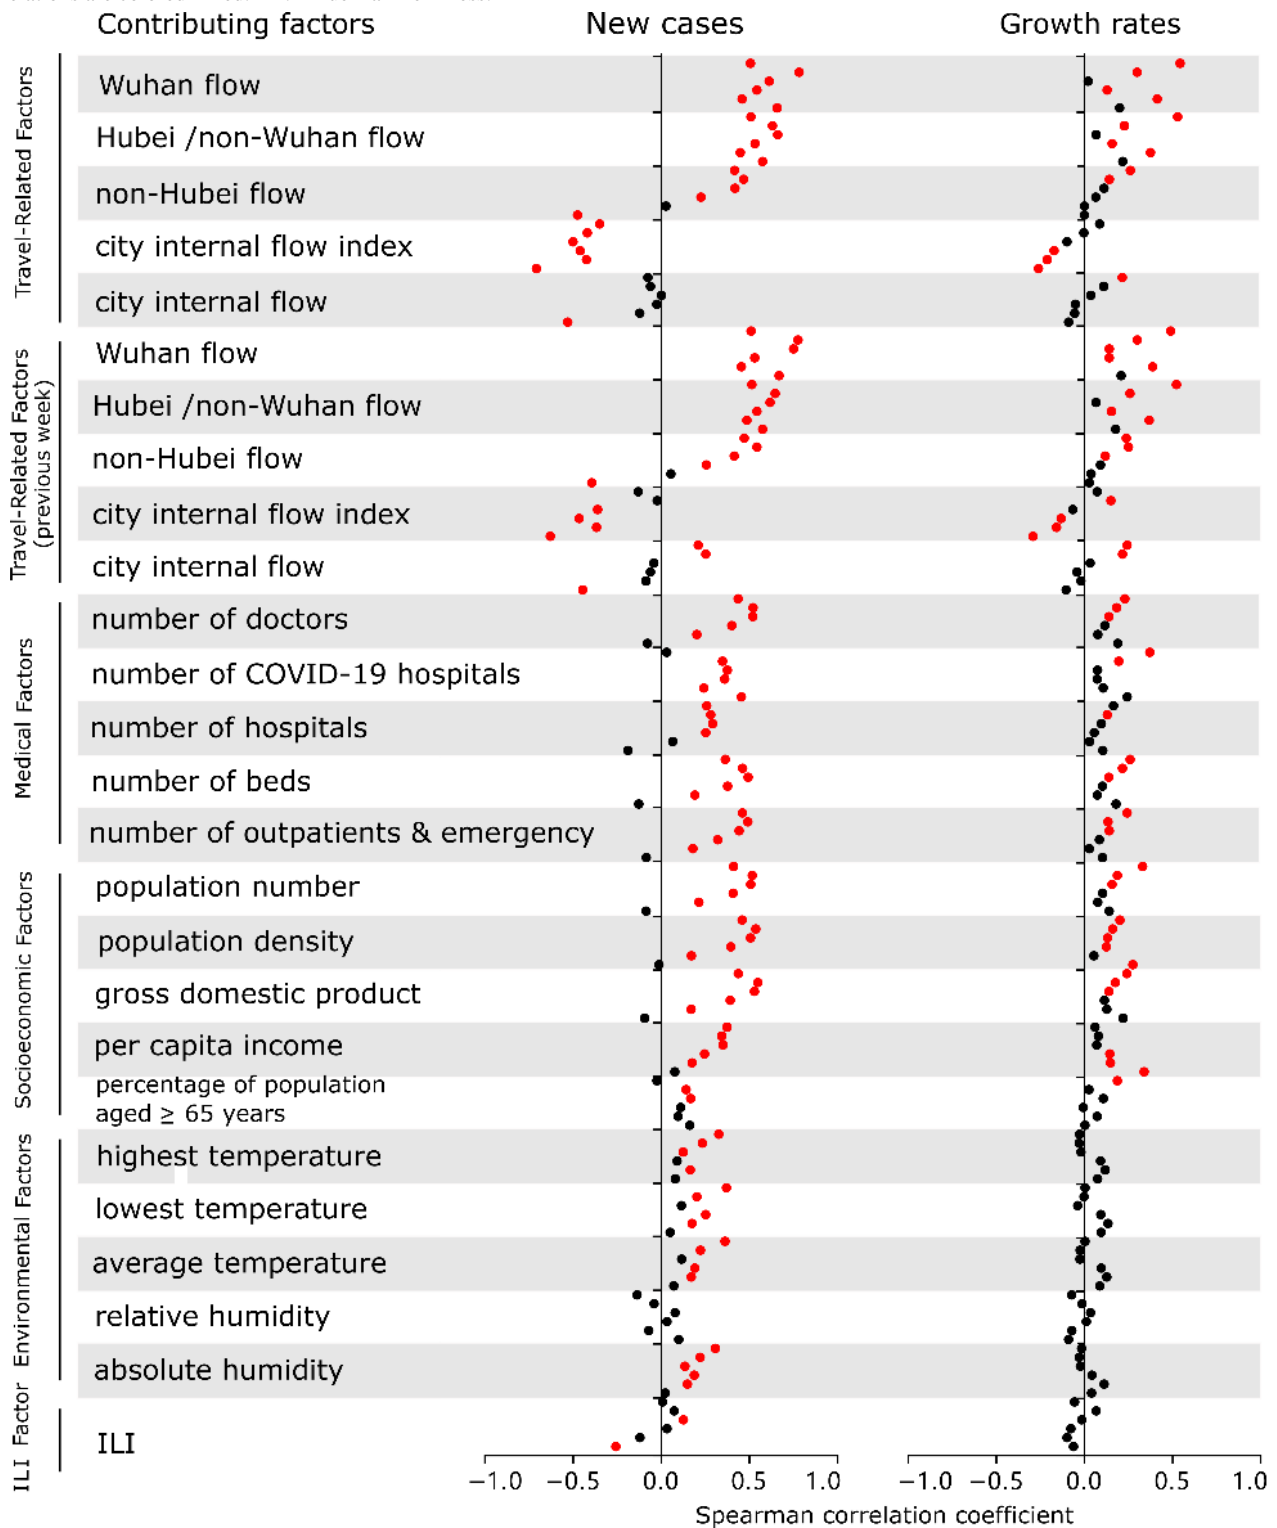 Contributing factors
New cases
Growth rates
Travel-Related Factors
Wuhan flow
Hubei /non-Wuhan flow
non-Hubei flow
city internal flow index
city internal flow
Travel-Related Factors
(previous week)
Wuhan flow
Hubei /non-Wuhan flow
non-Hubei flow
city internal flow index
city internal flow
Medical Factors
number of doctors
number of COVID-19 hospitals
number of hospitals
number of beds
number of outpatients & emergency
Socioeconomic Factors
population number
population density
gross domestic product
per capita income
percentage of population
aged ≥ 65 years
Environmental Factors
highest temperature
lowest temperature
average temperature
relative humidity
absolute humidity
ILI Factor
ILI
−1.0 −0.5 0.0 0.5 1.0
−1.0 −0.5 0.0 0.5 1.0
Spearman correlation coefficient